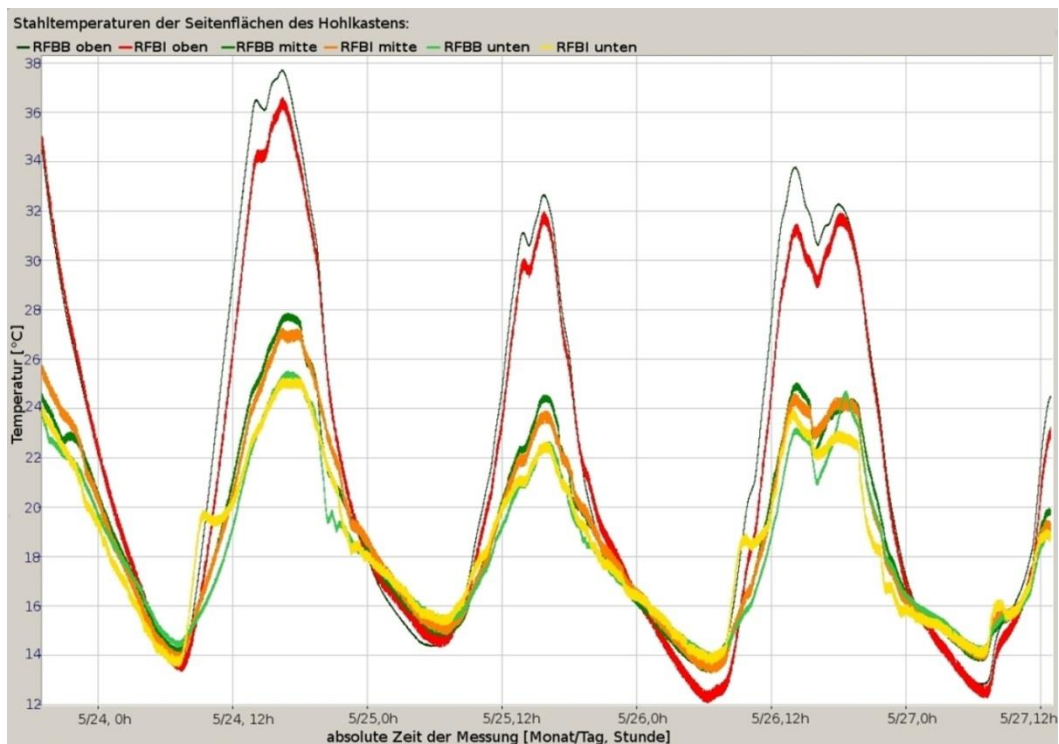 Stahltemperaturen der Seitenflächen des Hohlkastens:
RFBB oben RFBI oben RFBB mitte RFBI mitte RFBB unten RFBI unten
Temperatur [°C]
38
36
34
32
30
28
26
24
22
20
18
16
14
12
5/24, 0h 5/24, 12h 5/25,0h 5/25,12h 5/26,0h 5/26,12h 5/27,0h 5/27,12h
absolute Zeit der Messung [Monat/Tag, Stunde]